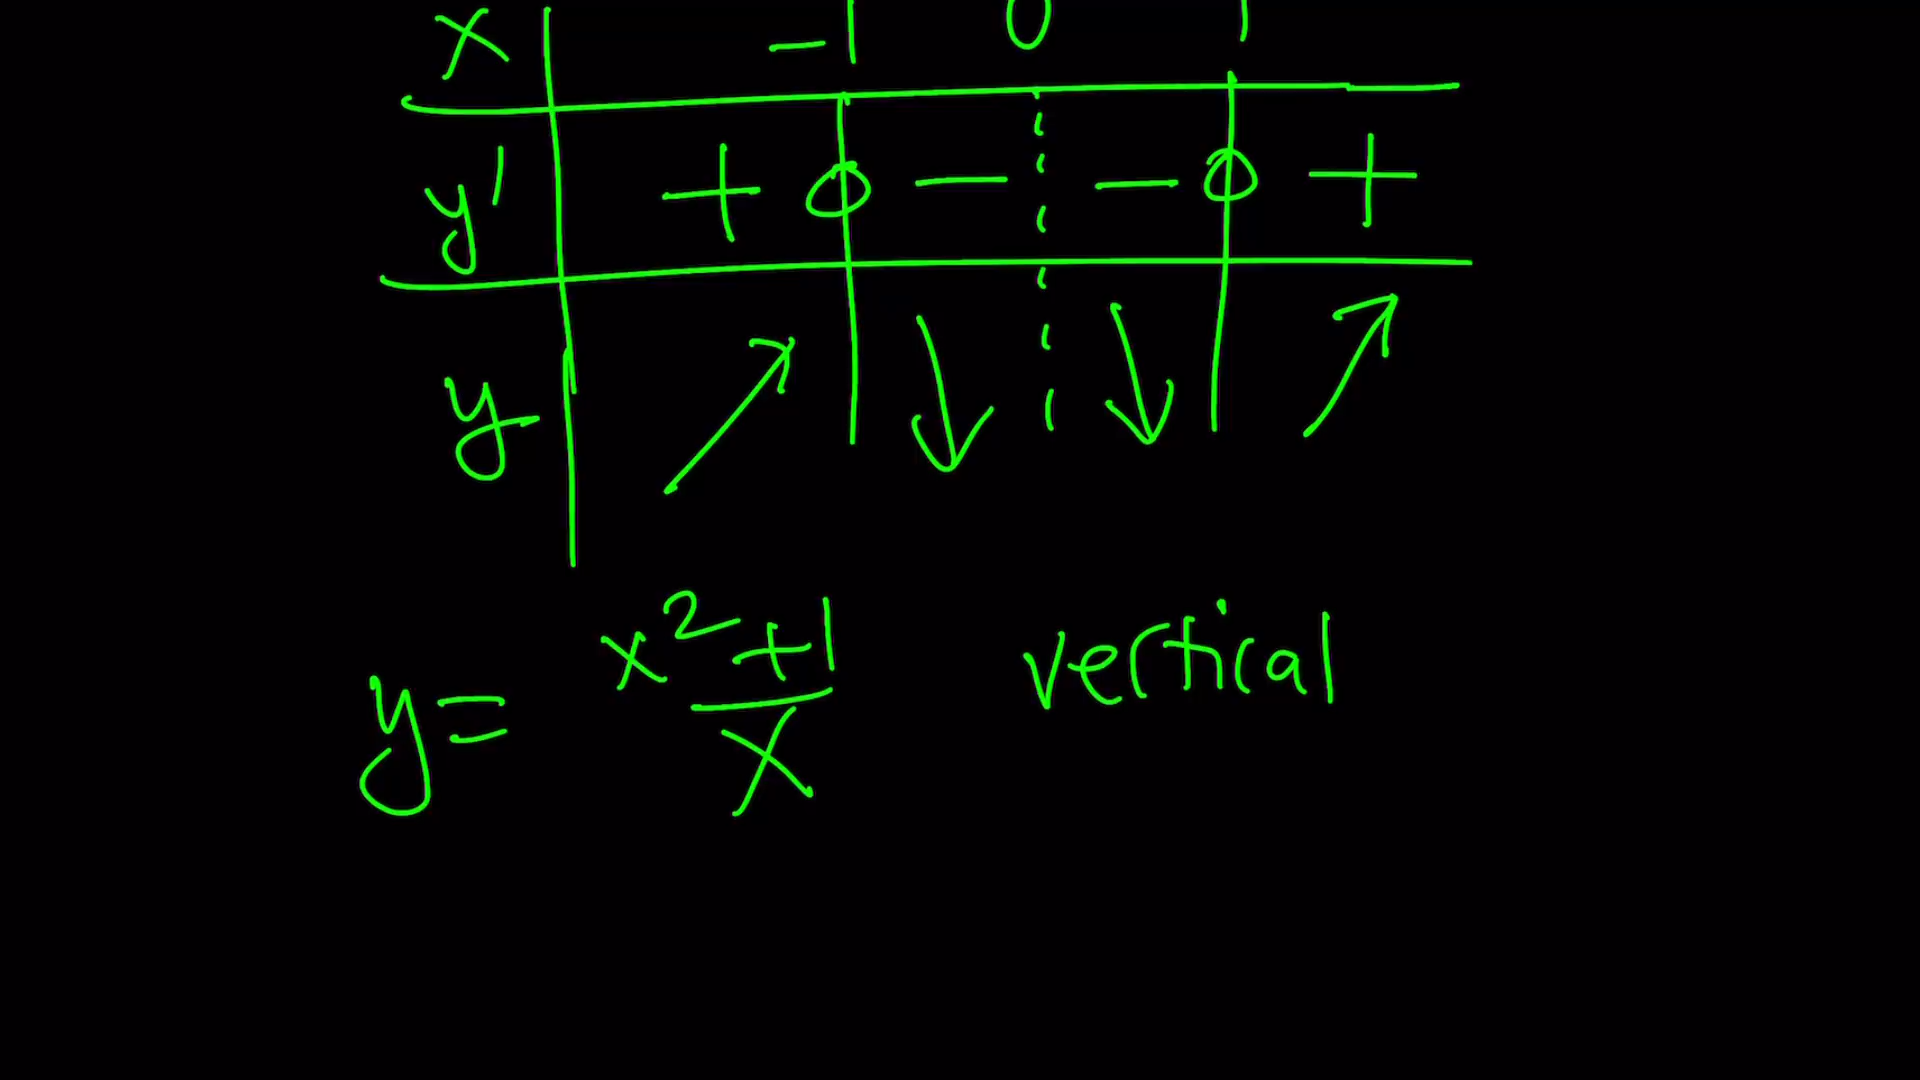 x -1 0 1
y' + 0 - - 0 +
y ↗ ↓ ↓ ↗
y = (x² + 1)/x vertical